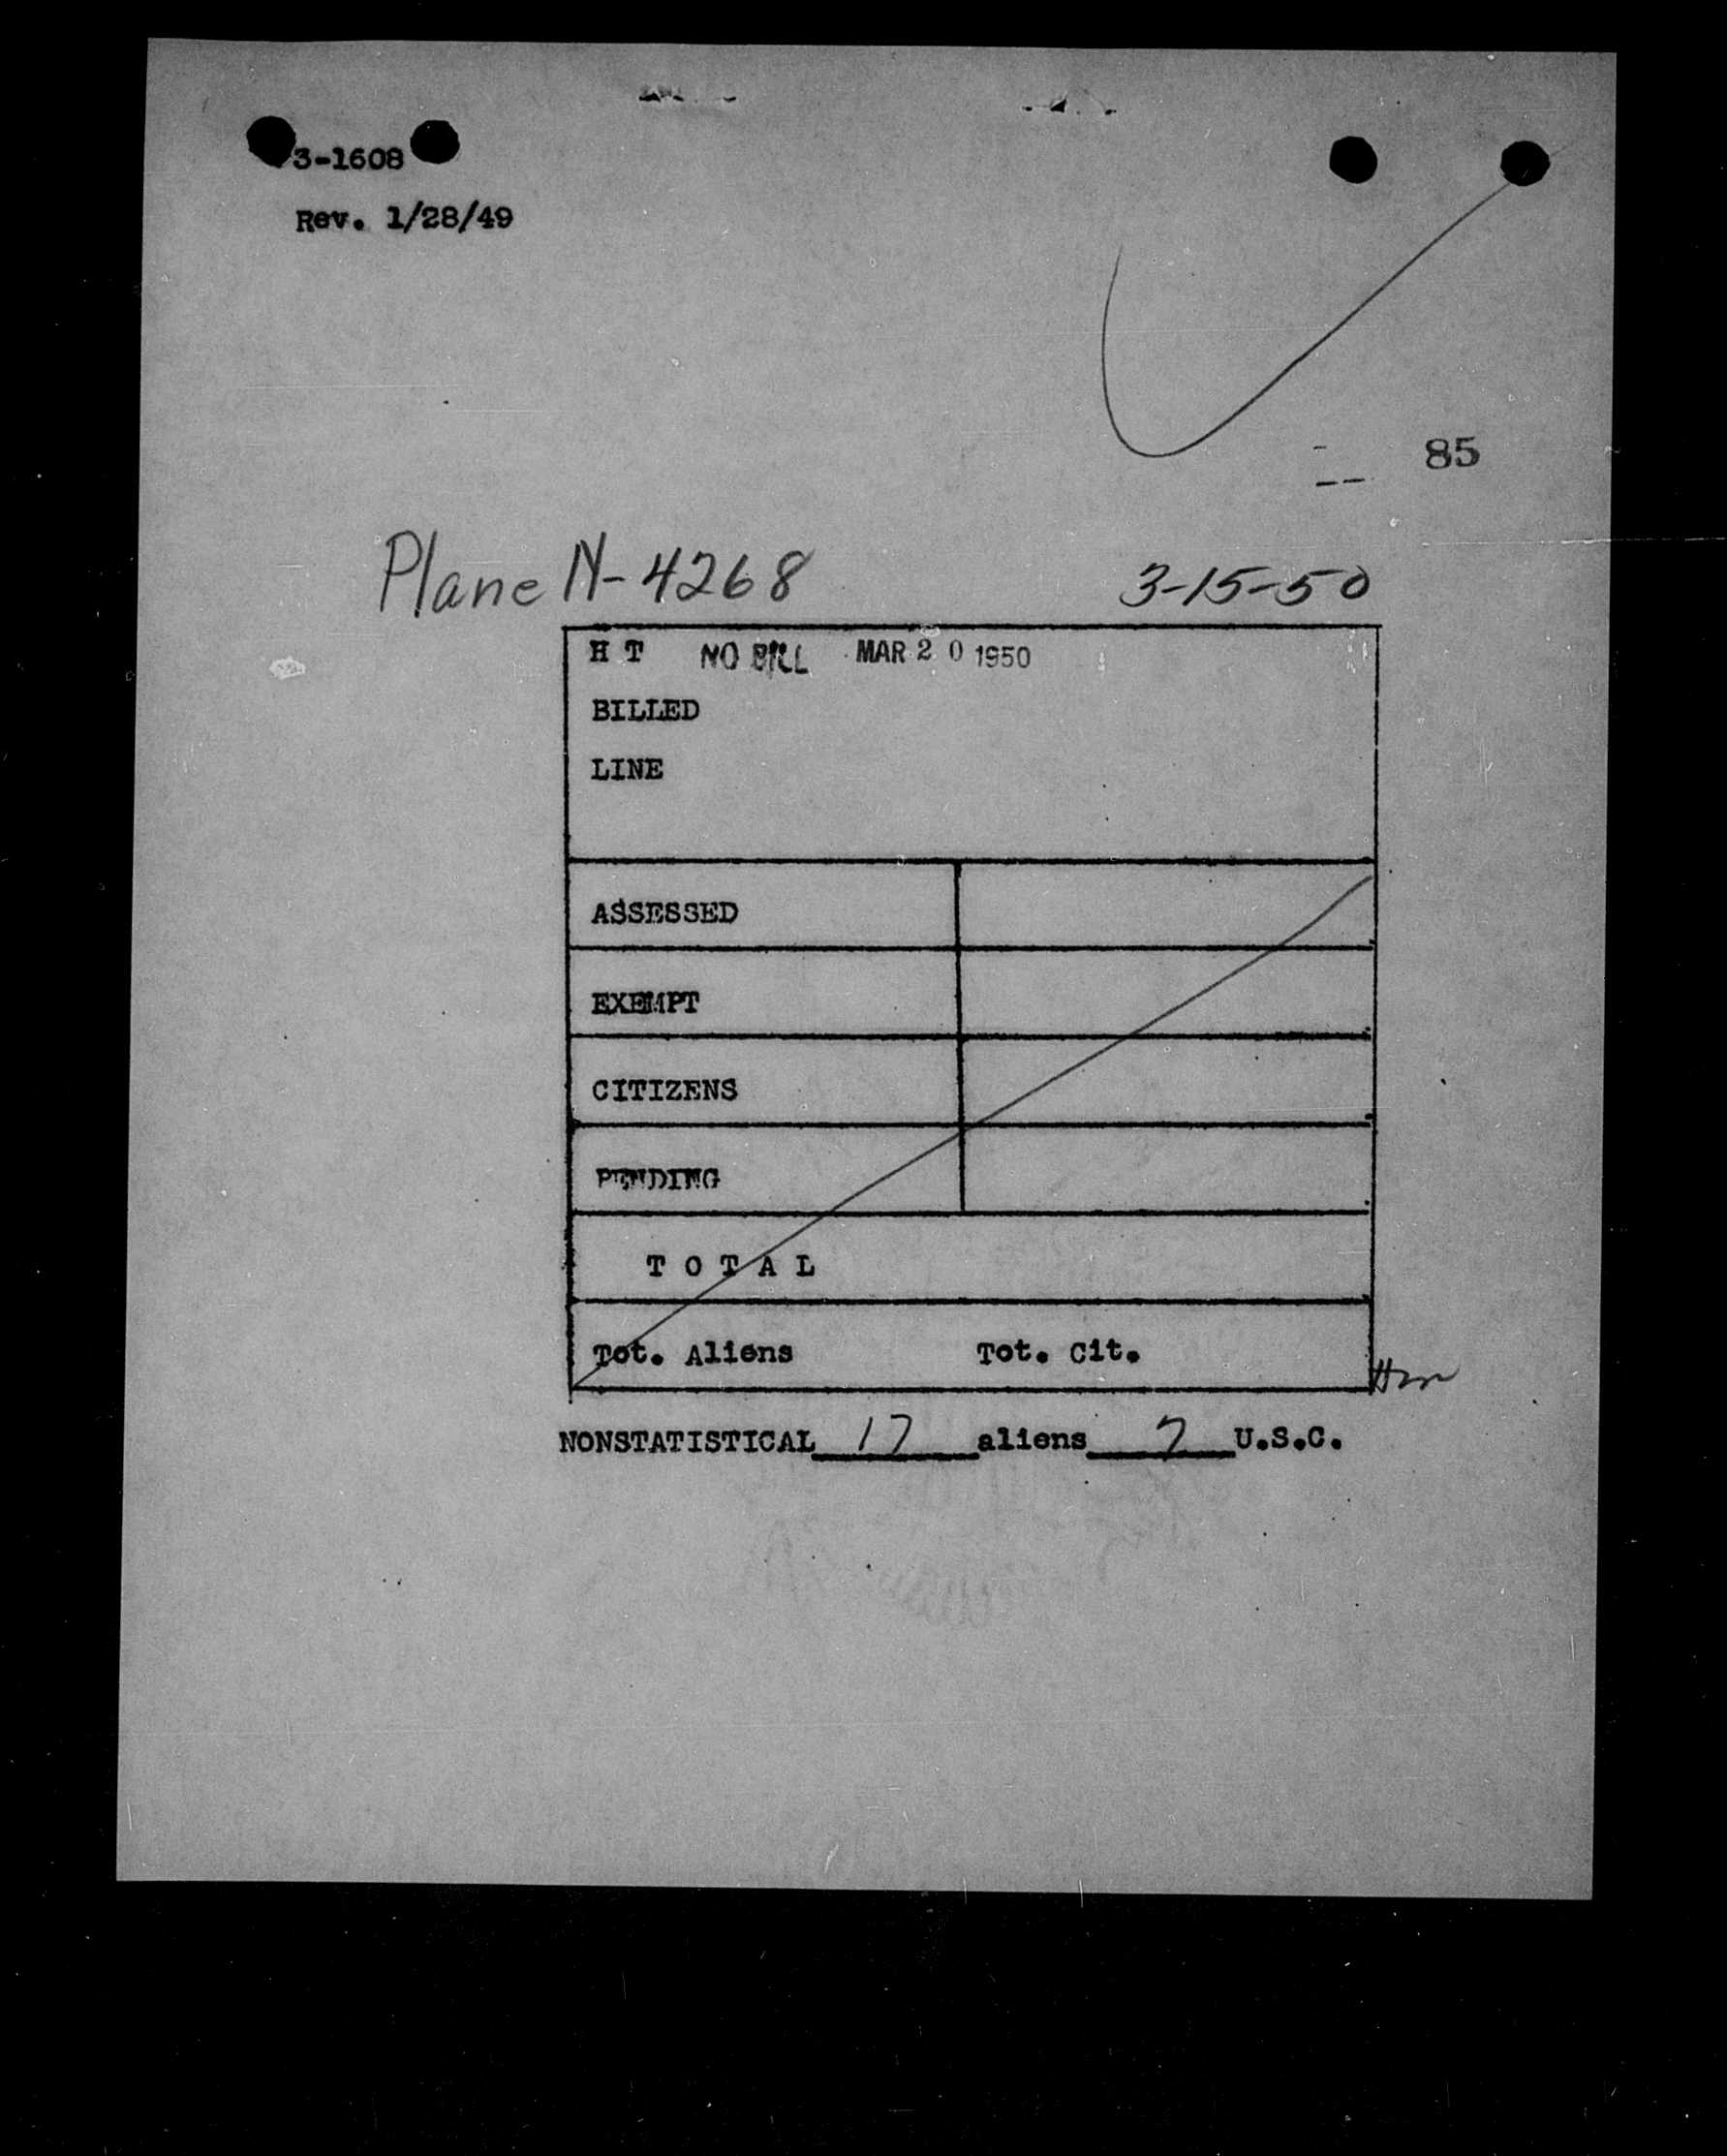 3-1608
Rev. 1/28/49
85
Plane N-4268 3-15-50
H T NO BILL MAR 20 1950
BILLED
LINE
ASSESSED
EXEMPT
CITIZENS
PENDING
T O T A L
Tot. Aliens Tot. Cit.
NONSTATISTICAL 17 aliens 7 U.S.C.